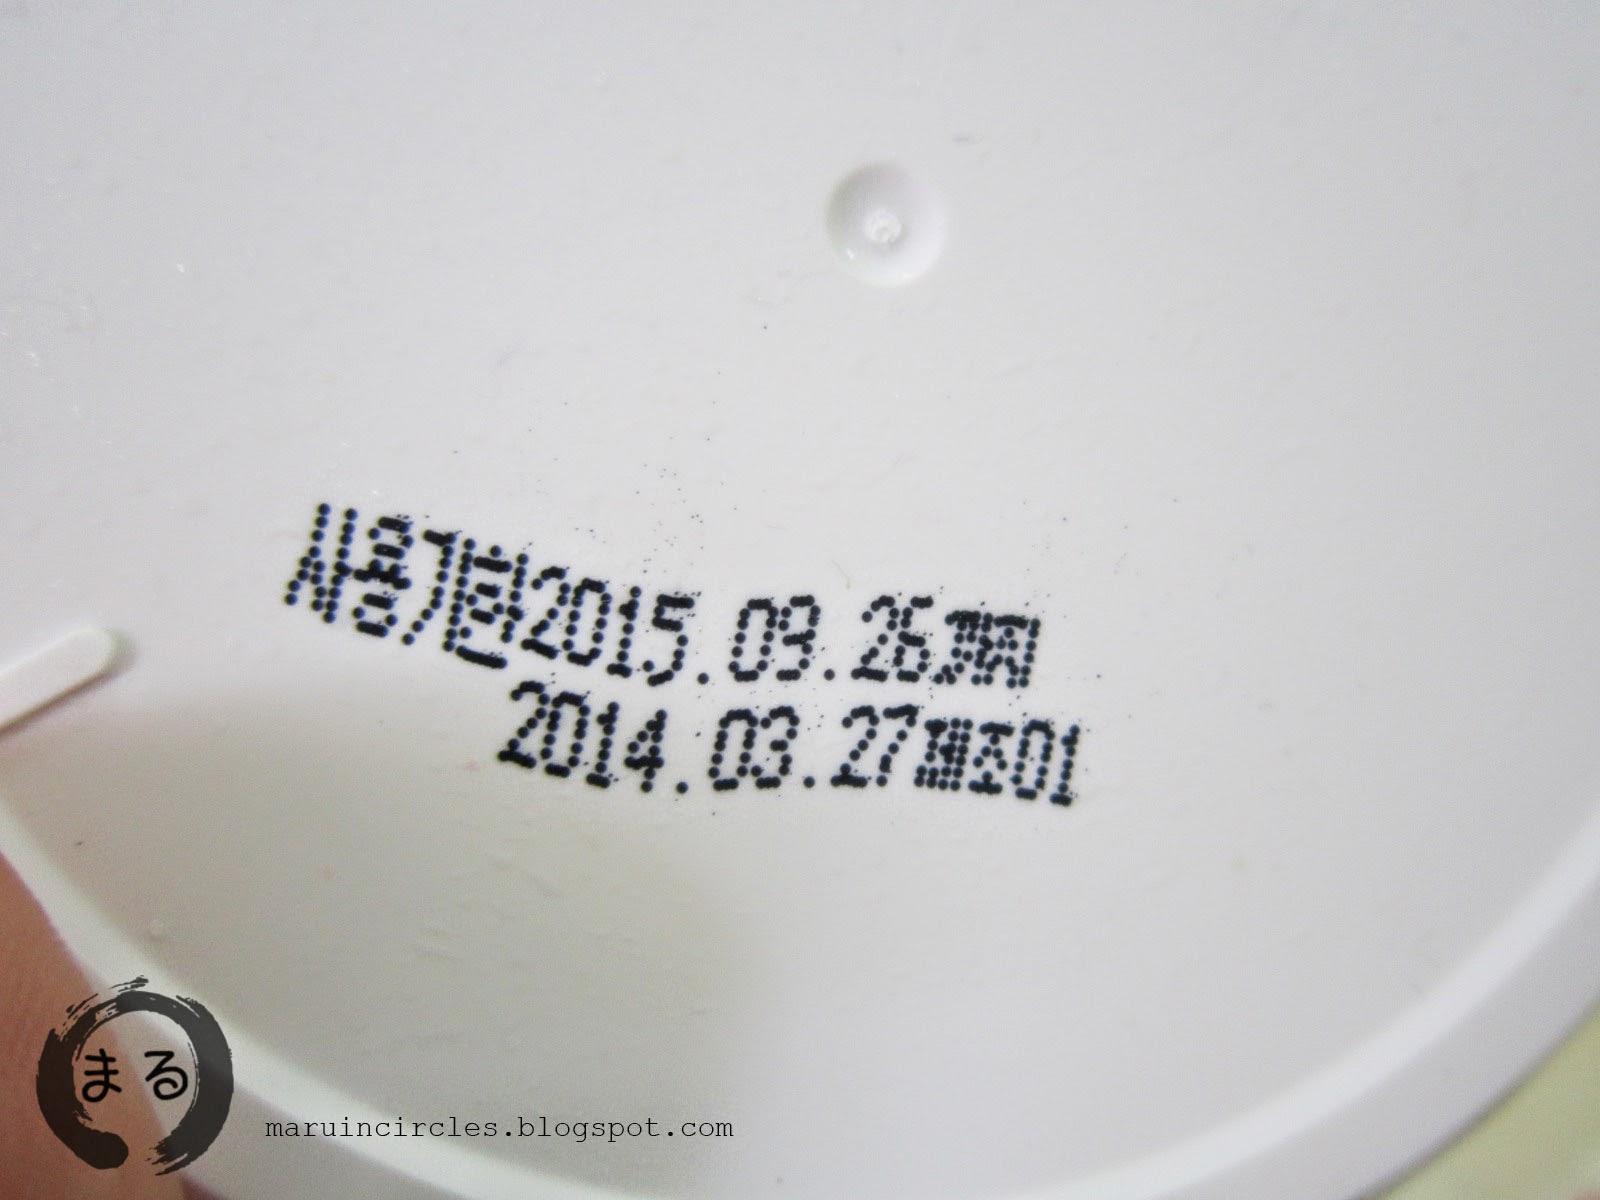 사용기한2015.09.26까지
2014.03.27제조01
まる
maruincircles.blogspot.com